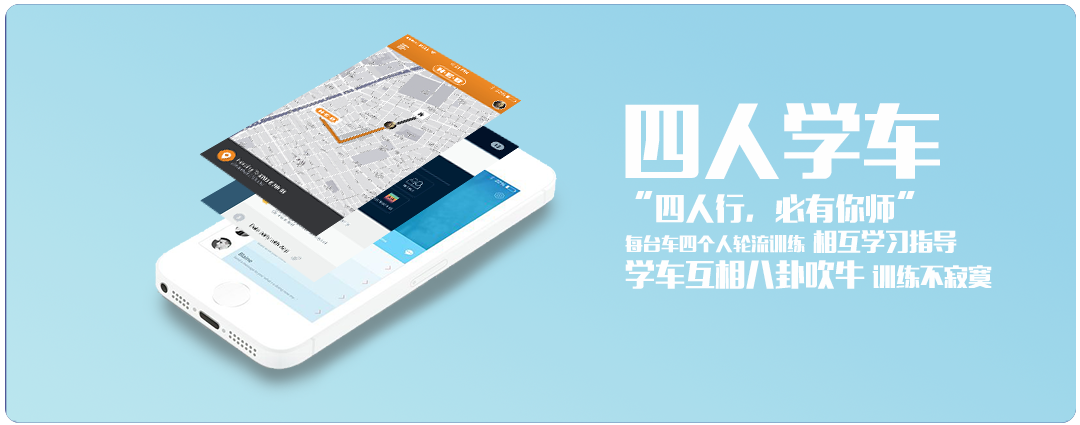 四人学车
“四人行，必有你师”
每台车四个人轮流训练 相互学习指导
学车互相八卦吹牛 训练不寂寞